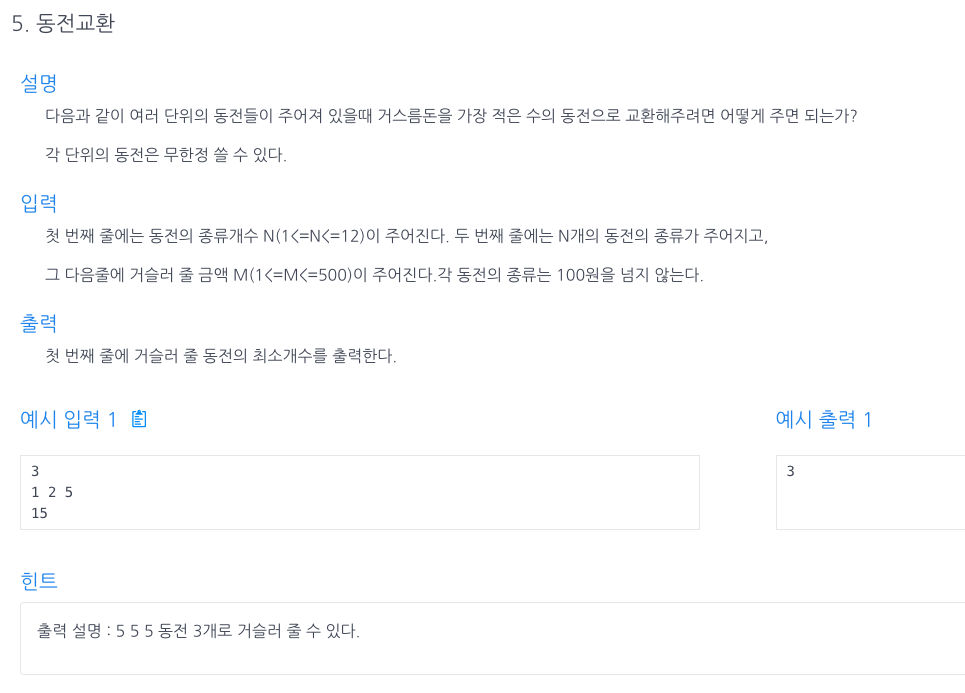 5. 동전교환
설명
다음과 같이 여러 단위의 동전들이 주어져 있을때 거스름돈을 가장 적은 수의 동전으로 교환해주려면 어떻게 주면 되는가?
각 단위의 동전은 무한정 쓸 수 있다.
입력
첫 번째 줄에는 동전의 종류개수 N(1<=N<=12)이 주어진다. 두 번째 줄에는 N개의 동전의 종류가 주어지고,
그 다음줄에 거슬러 줄 금액 M(1<=M<=500)이 주어진다.각 동전의 종류는 100원을 넘지 않는다.
출력
첫 번째 줄에 거슬러 줄 동전의 최소개수를 출력한다.
예시 입력 1
3
1 2 5
15
예시 출력 1
3
힌트
출력 설명 : 5 5 5 동전 3개로 거슬러 줄 수 있다.